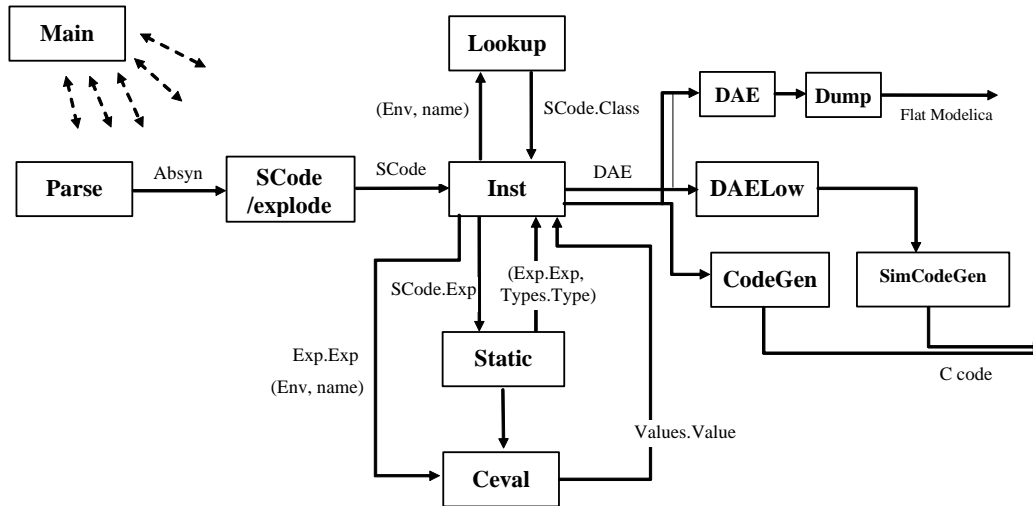 Main
Lookup
(Env, name)
SCode.Class
DAE
Dump
Flat Modelica
Parse
Absyn
SCode
/explode
SCode
Inst
DAE
DAELow
SCode.Exp
(Exp.Exp,
Types.Type)
CodeGen
SimCodeGen
Exp.Exp
(Env, name)
Static
C code
Values.Value
Ceval